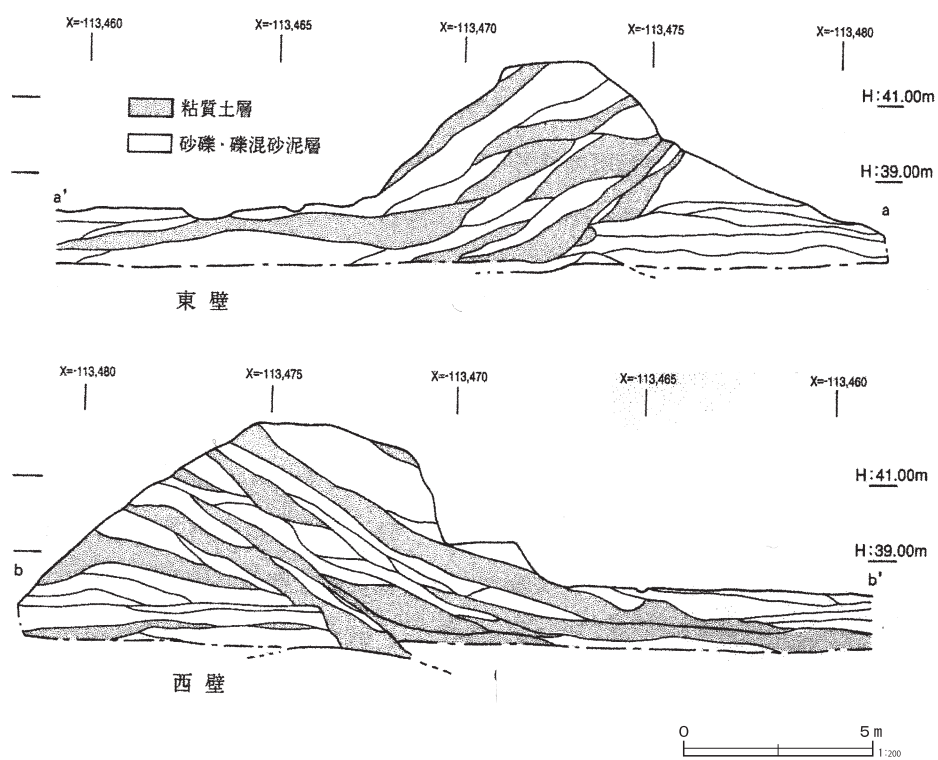 X=-113,460 X=-113,465 X=-113,470 X=-113,475 X=-113,480
H:41.00m
粘質土層
砂礫・礫混砂泥層
H:39.00m
a'
a
東壁
X=-113,480 X=-113,475 X=-113,470 X=-113,465 X=-113,460
H:41.00m
H:39.00m
b
b'
西壁
0 5m
1:200